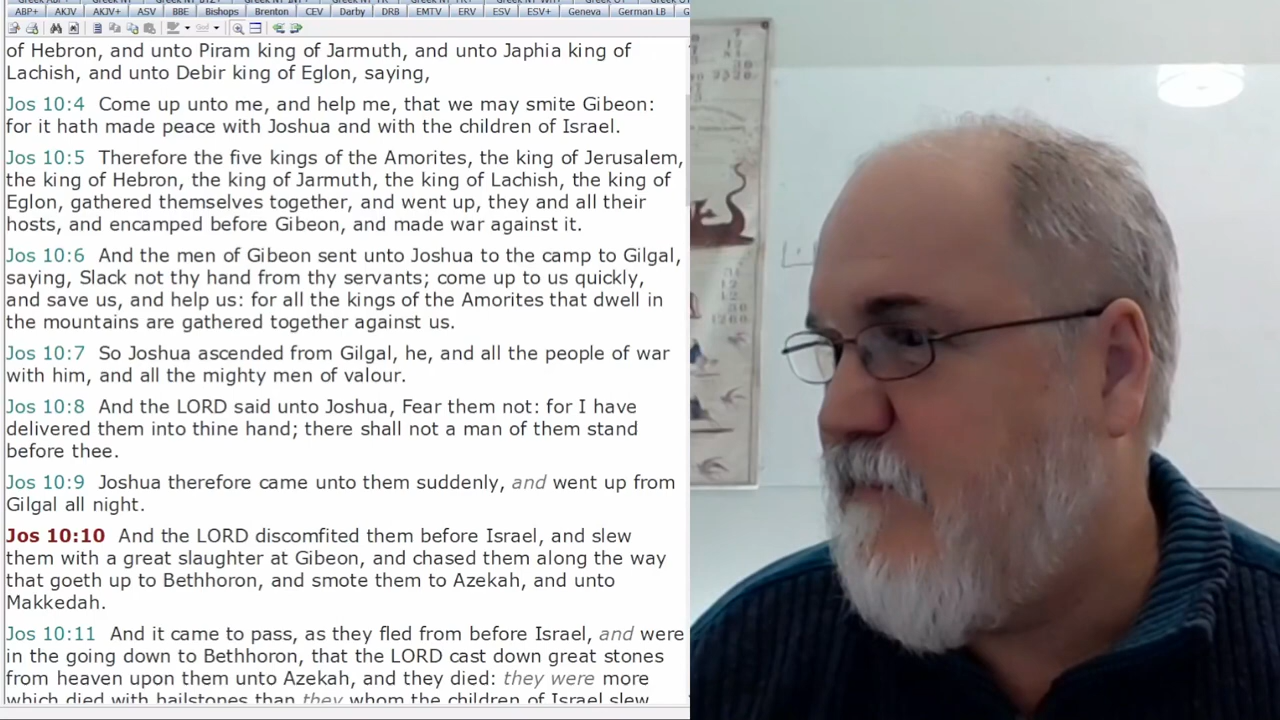 ABP+ AKJV AKJV+ ASV BBE Bishops Brenton CEV Darby DRB EMTV ERV ESV ESV+ Geneva German LB G
of Hebron, and unto Piram king of Jarmuth, and unto Japhia king of
Lachish, and unto Debir king of Eglon, saying,
Jos 10:4 Come up unto me, and help me, that we may smite Gibeon:
for it hath made peace with Joshua and with the children of Israel.
Jos 10:5 Therefore the five kings of the Amorites, the king of Jerusalem,
the king of Hebron, the king of Jarmuth, the king of Lachish, the king of
Eglon, gathered themselves together, and went up, they and all their
hosts, and encamped before Gibeon, and made war against it.
Jos 10:6 And the men of Gibeon sent unto Joshua to the camp to Gilgal,
saying, Slack not thy hand from thy servants; come up to us quickly,
and save us, and help us: for all the kings of the Amorites that dwell in
the mountains are gathered together against us.
Jos 10:7 So Joshua ascended from Gilgal, he, and all the people of war
with him, and all the mighty men of valour.
Jos 10:8 And the LORD said unto Joshua, Fear them not: for I have
delivered them into thine hand; there shall not a man of them stand
before thee.
Jos 10:9 Joshua therefore came unto them suddenly, and went up from
Gilgal all night.
Jos 10:10 And the LORD discomfited them before Israel, and slew
them with a great slaughter at Gibeon, and chased them along the way
that goeth up to Bethhoron, and smote them to Azekah, and unto
Makkedah.
Jos 10:11 And it came to pass, as they fled from before Israel, and were
in the going down to Bethhoron, that the LORD cast down great stones
from heaven upon them unto Azekah, and they died: they were more
which died with hailstones than they whom the children of Israel slew
12
12
30
1260